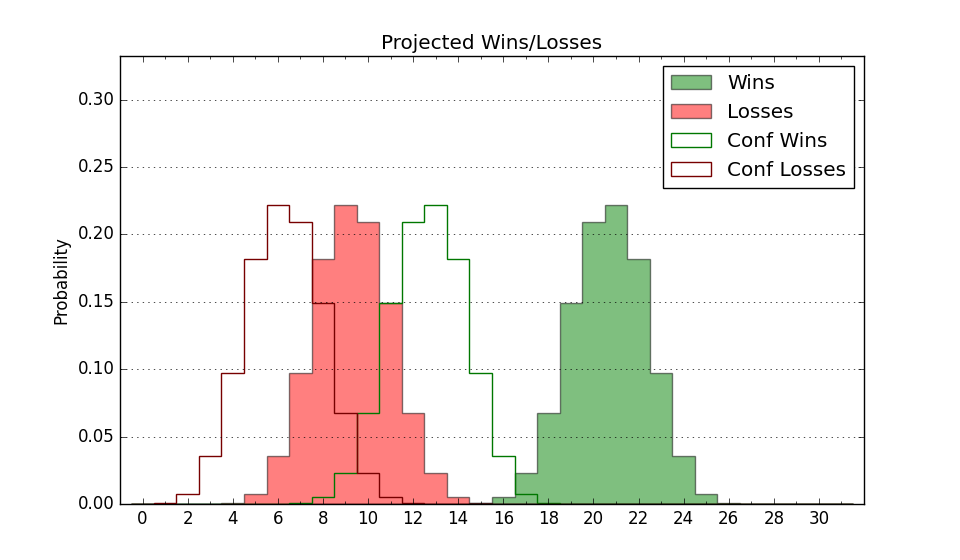 Projected Wins/Losses
Wins
Losses
Conf Wins
Conf Losses
Probability
0.30
0.25
0.20
0.15
0.10
0.05
0.00
0 2 4 6 8 10 12 14 16 18 20 22 24 26 28 30